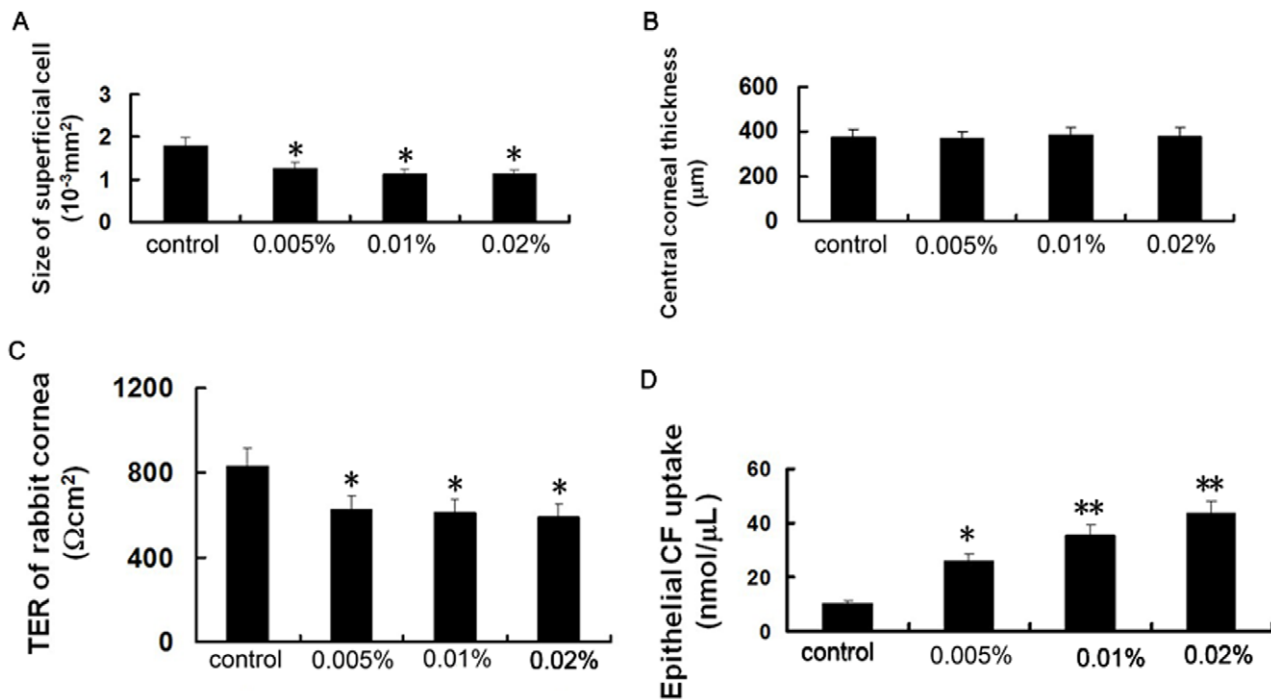 A
Size of superficial cell
(10⁻³mm²)
3
2
1
0
*
*
*
control
0.005%
0.01%
0.02%
B
Central corneal thickness
(μm)
600
400
200
0
control
0.005%
0.01%
0.02%
C
TER of rabbit cornea
(Ωcm²)
1200
800
400
0
*
*
*
control
0.005%
0.01%
0.02%
D
Epithelial CF uptake
(nmol/μL)
60
40
20
0
*
**
**
control
0.005%
0.01%
0.02%